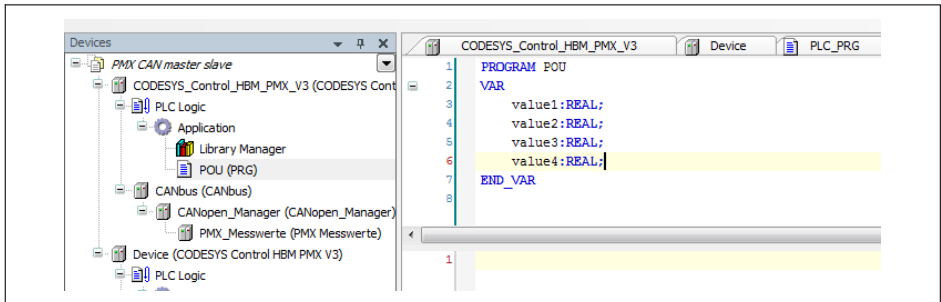 Devices
PMX CAN master slave
CODESYS_Control_HBM_PMX_V3 (CODESYS Cont
PLC Logic
Application
Library Manager
POU (PRG)
CANbus (CANbus)
CANopen_Manager (CANopen_Manager)
PMX_Messwerte (PMX Messwerte)
Device (CODESYS Control HBM PMX V3)
PLC Logic
CODESYS_Control_HBM_PMX_V3 Device PLC_PRG
1 PROGRAM POU
2 VAR
3 value1:REAL;
4 value2:REAL;
5 value3:REAL;
6 value4:REAL;
7 END_VAR
8
1